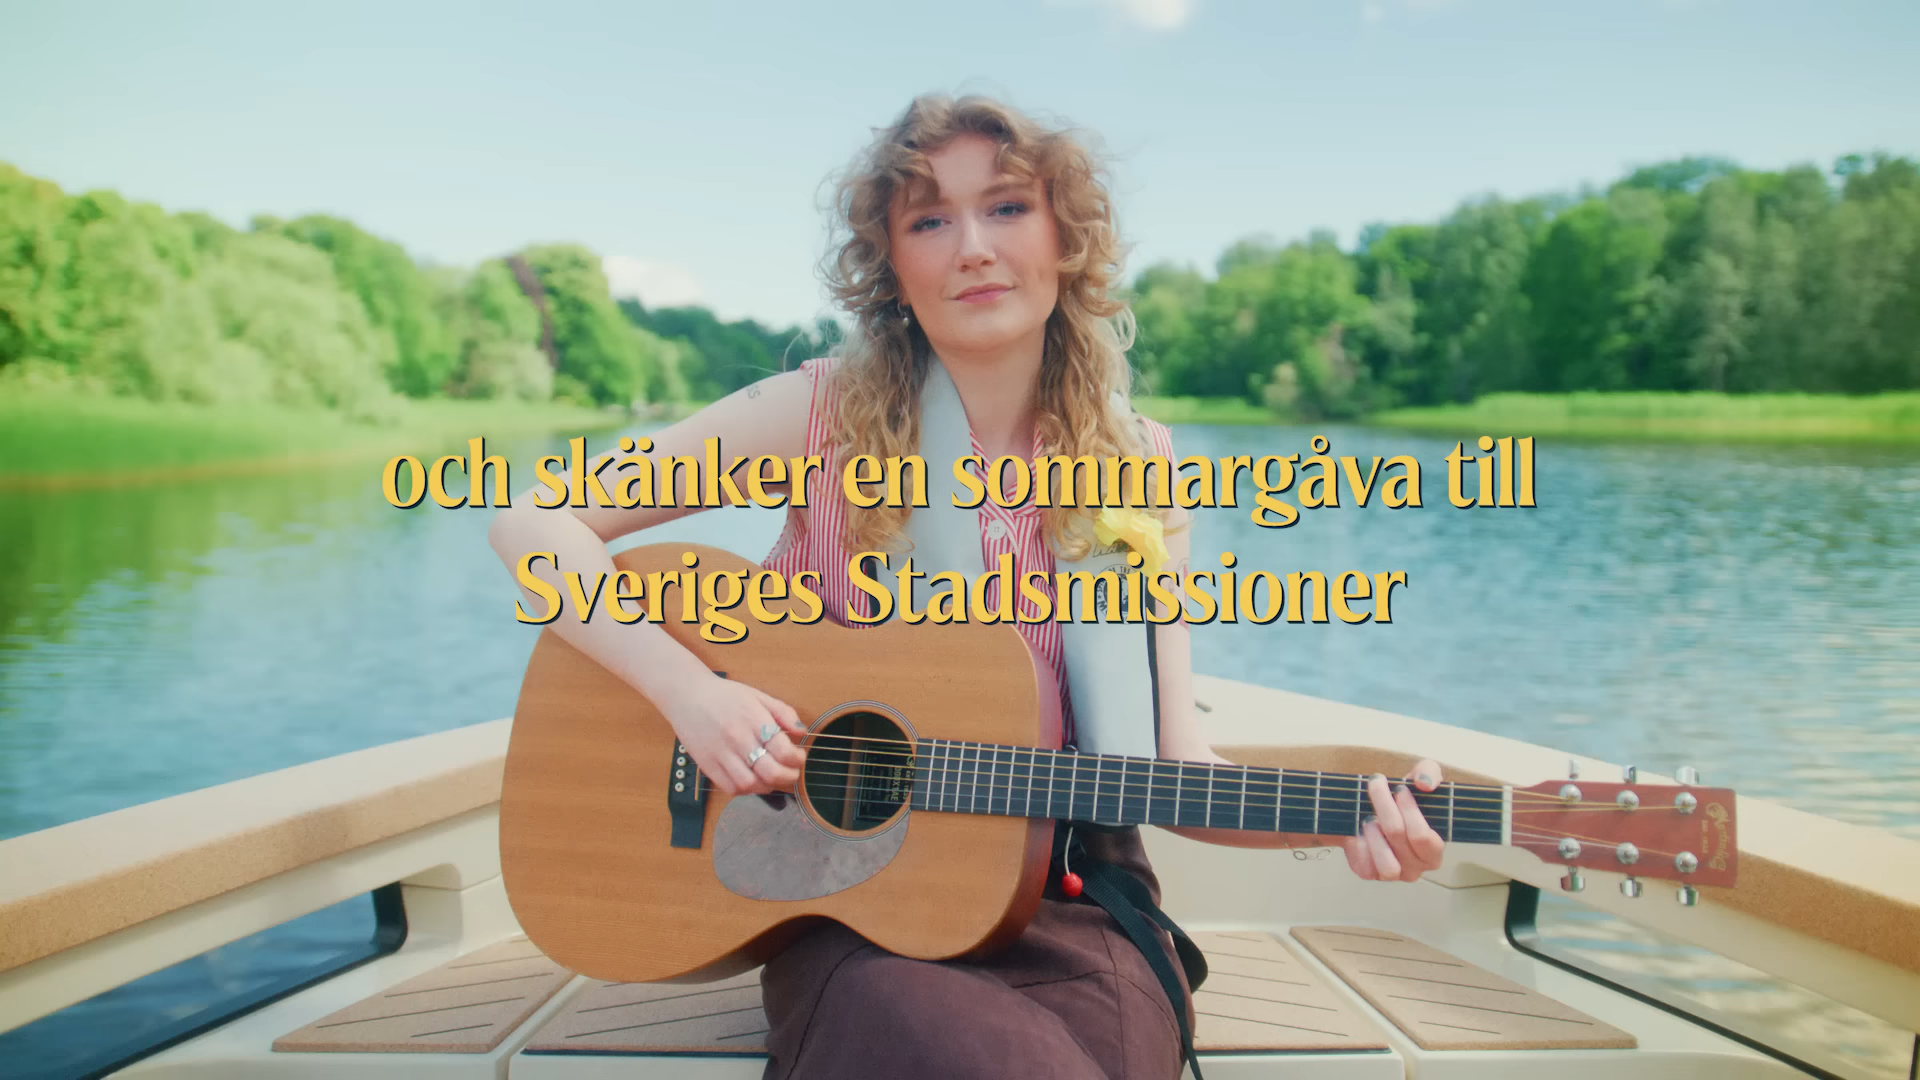 och skänker en sommargåva till
Sveriges Stadsmissioner